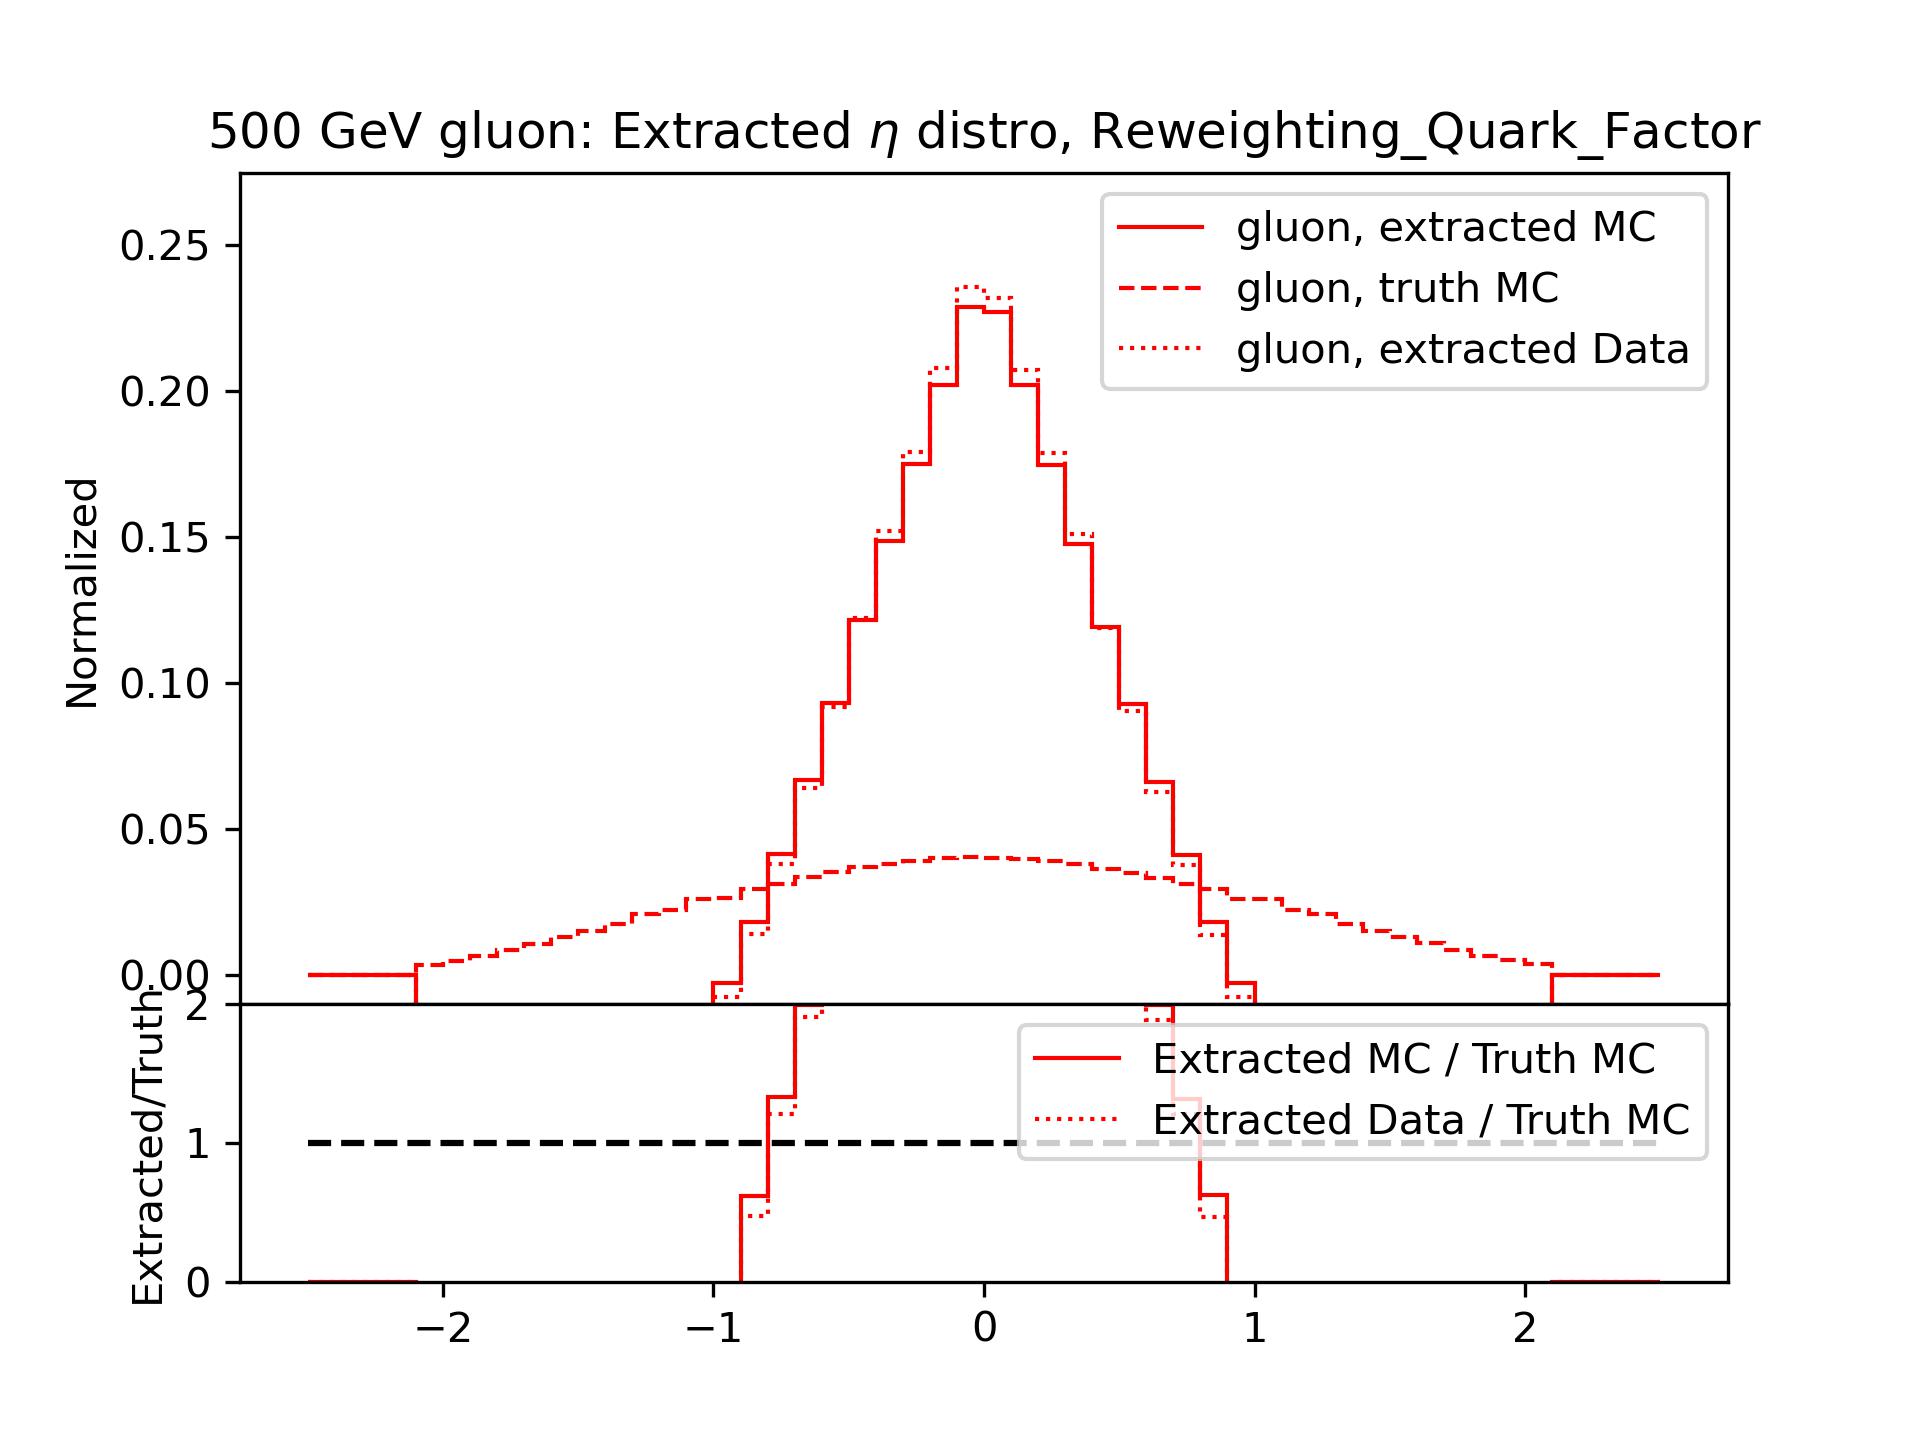 500 GeV gluon: Extracted η distro, Reweighting_Quark_Factor
gluon, extracted MC
gluon, truth MC
gluon, extracted Data
Normalized
0.25
0.20
0.15
0.10
0.05
0.00
Extracted/Truth
2
1
0
Extracted MC / Truth MC
Extracted Data / Truth MC
−2 −1 0 1 2